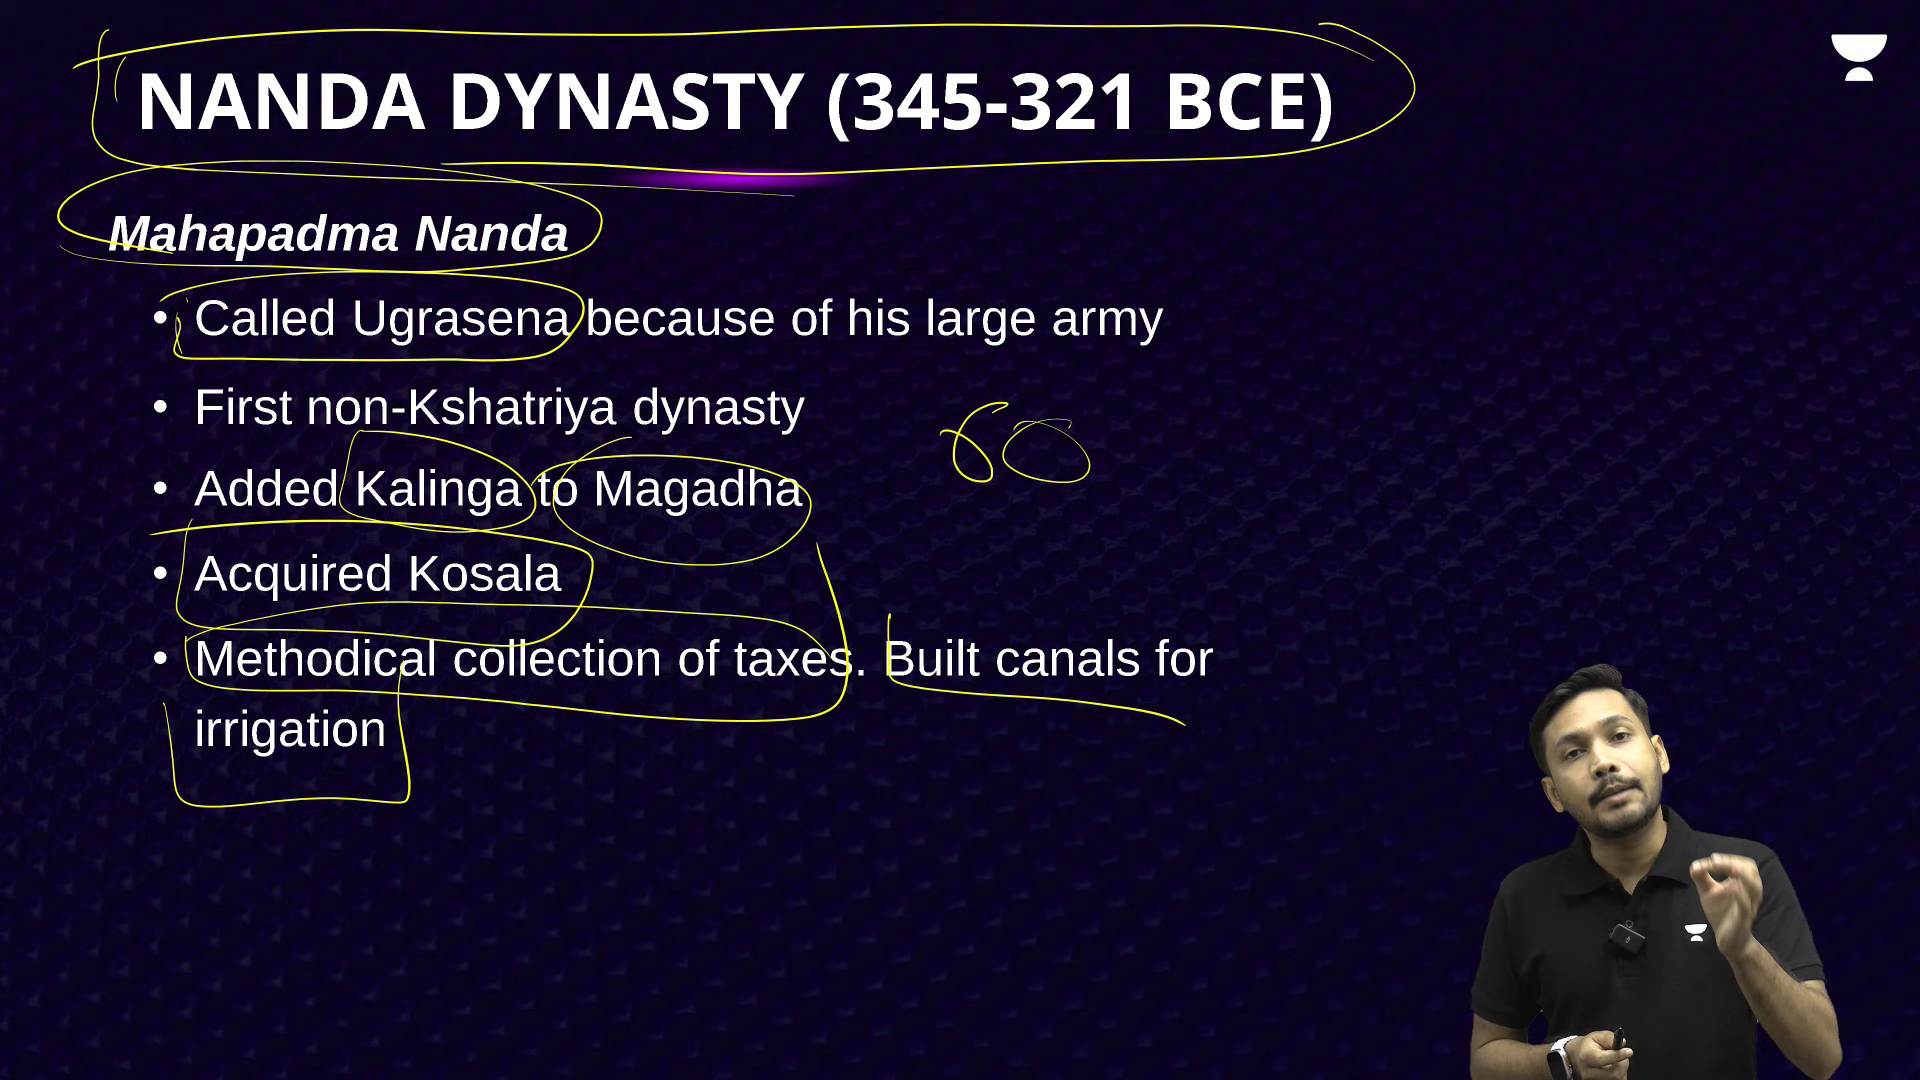 NANDA DYNASTY (345-321 BCE)
Mahapadma Nanda
• Called Ugrasena because of his large army
• First non-Kshatriya dynasty
• Added Kalinga to Magadha
• Acquired Kosala
• Methodical collection of taxes. Built canals for
irrigation